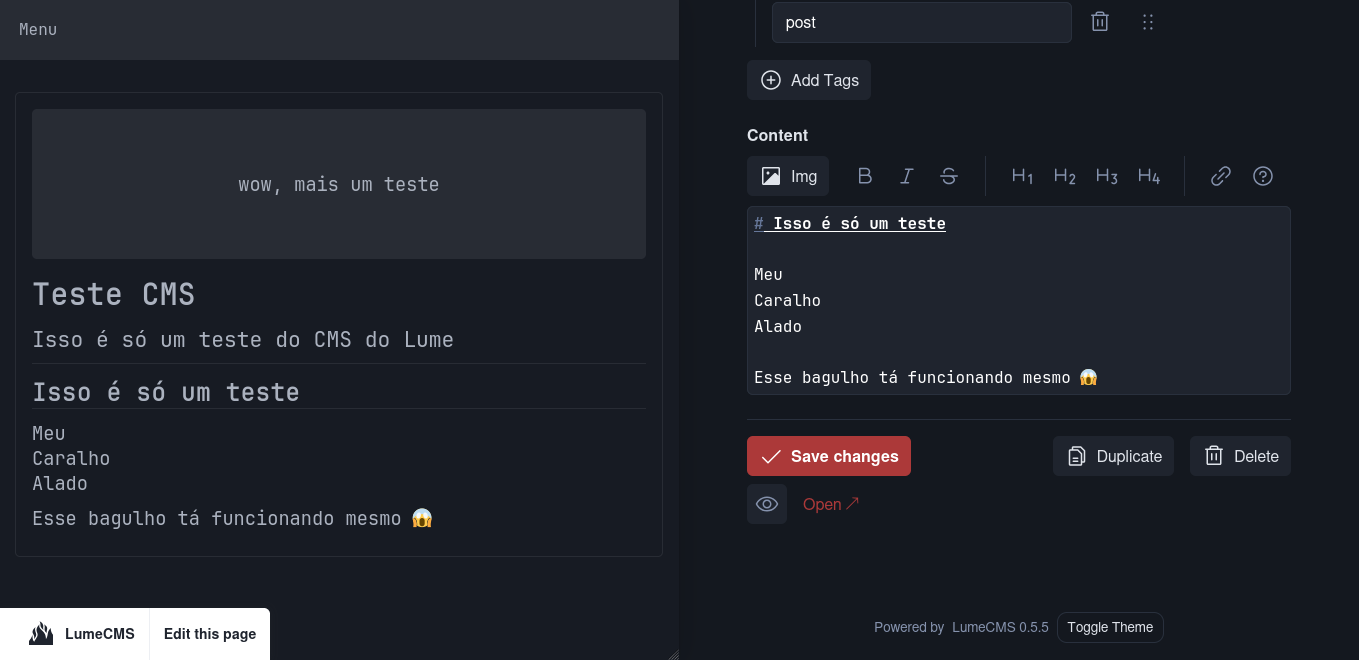 Menu
wow, mais um teste
Teste CMS
Isso é só um teste do CMS do Lume
Isso é só um teste
Meu
Caralho
Alado
Esse bagulho tá funcionando mesmo 😱
LumeCMS
Edit this page
post
Add Tags
Content
Img
H1 H2 H3 H4
# Isso é só um teste
Meu
Caralho
Alado
Esse bagulho tá funcionando mesmo 😱
Save changes
Duplicate
Delete
Open ↗
Powered by LumeCMS 0.5.5
Toggle Theme